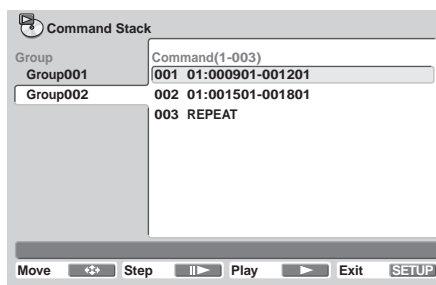 Command Stack
Group
Group001
Group002
Command(1-003)
001 01:000901-001201
002 01:001501-001801
003 REPEAT
Move Step Play Exit SETUP